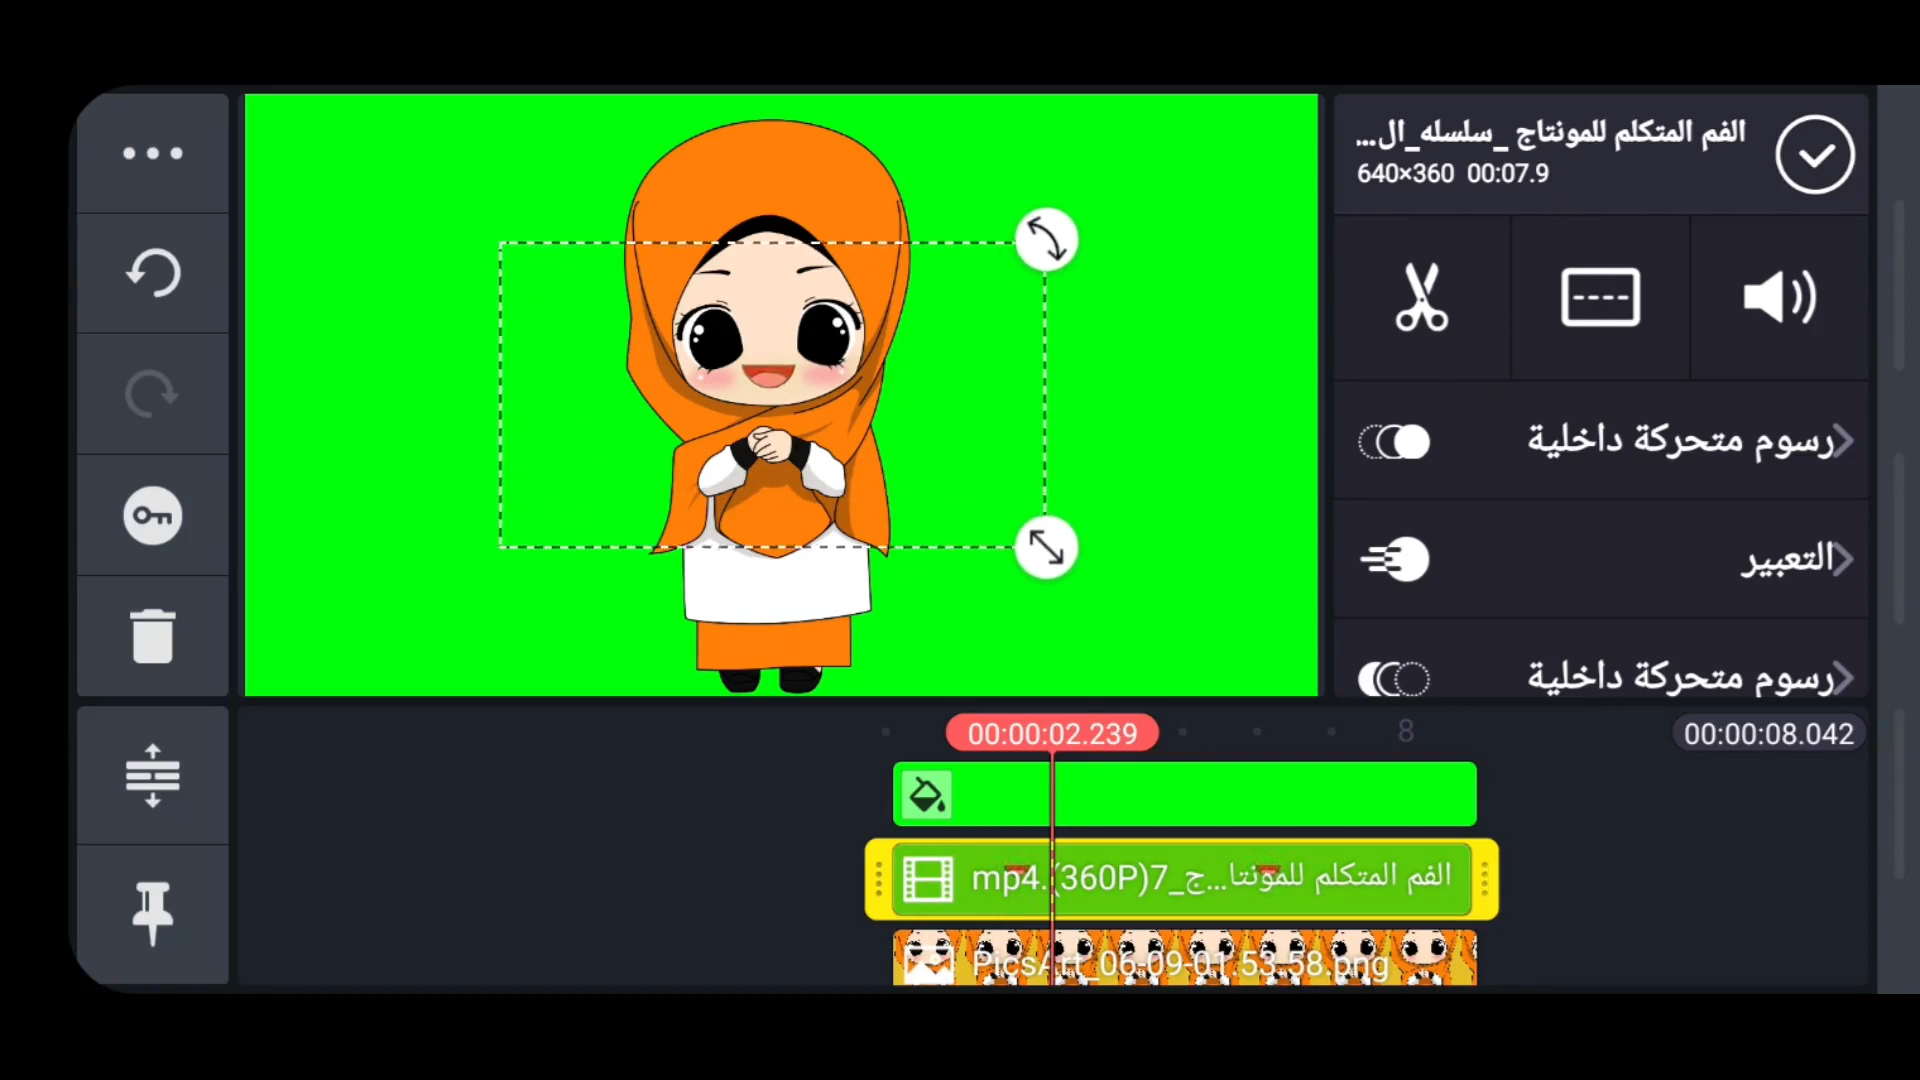 الفم المتكلم للمونتاج _سلسله_ال...
640×360 00:07.9
رسوم متحركة داخلية
التعبير
رسوم متحركة داخلية
00:00:02.239
8
00:00:08.042
الفم المتكلم للمونتا...ج_7(360P).mp4
PicsArt_06-09-01.53.58.png